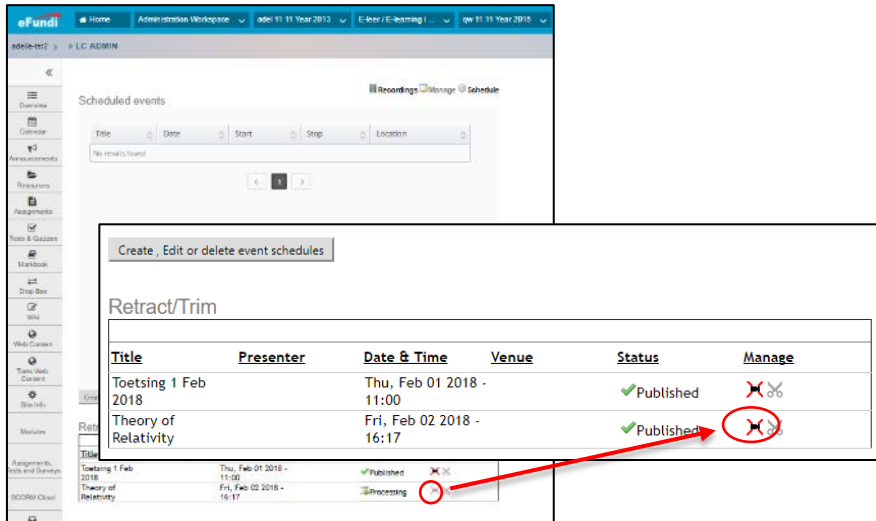 eFundi
Home Administration Workspace adel 11 11 Year 2013 E-leer / E-learning I ... qw 11 11 Year 2015
adelle-tst2 > LC ADMIN
Overview
Calendar
Announcements
Resources
Assignments
Tests & Quizzes
Markbook
Drop Box
Wiki
Web Content
Site Info
Modules
Assignments,
Tests and Surveys
SCORM Cloud
Recordings Manage Schedule
Scheduled events
Title Date Start Stop Location
No results found
1
Create , Edit or delete event schedules
Retract/Trim
Title Presenter Date & Time Venue Status Manage
Toetsing 1 Feb
2018
Thu, Feb 01 2018 -
11:00
Published
Theory of
Relativity
Fri, Feb 02 2018 -
16:17
Published
Title
Toetsing 1 Feb
2018
Thu, Feb 01 2018 -
11:00
Published
Theory of
Relativity
Fri, Feb 02 2018 -
16:17
Processing